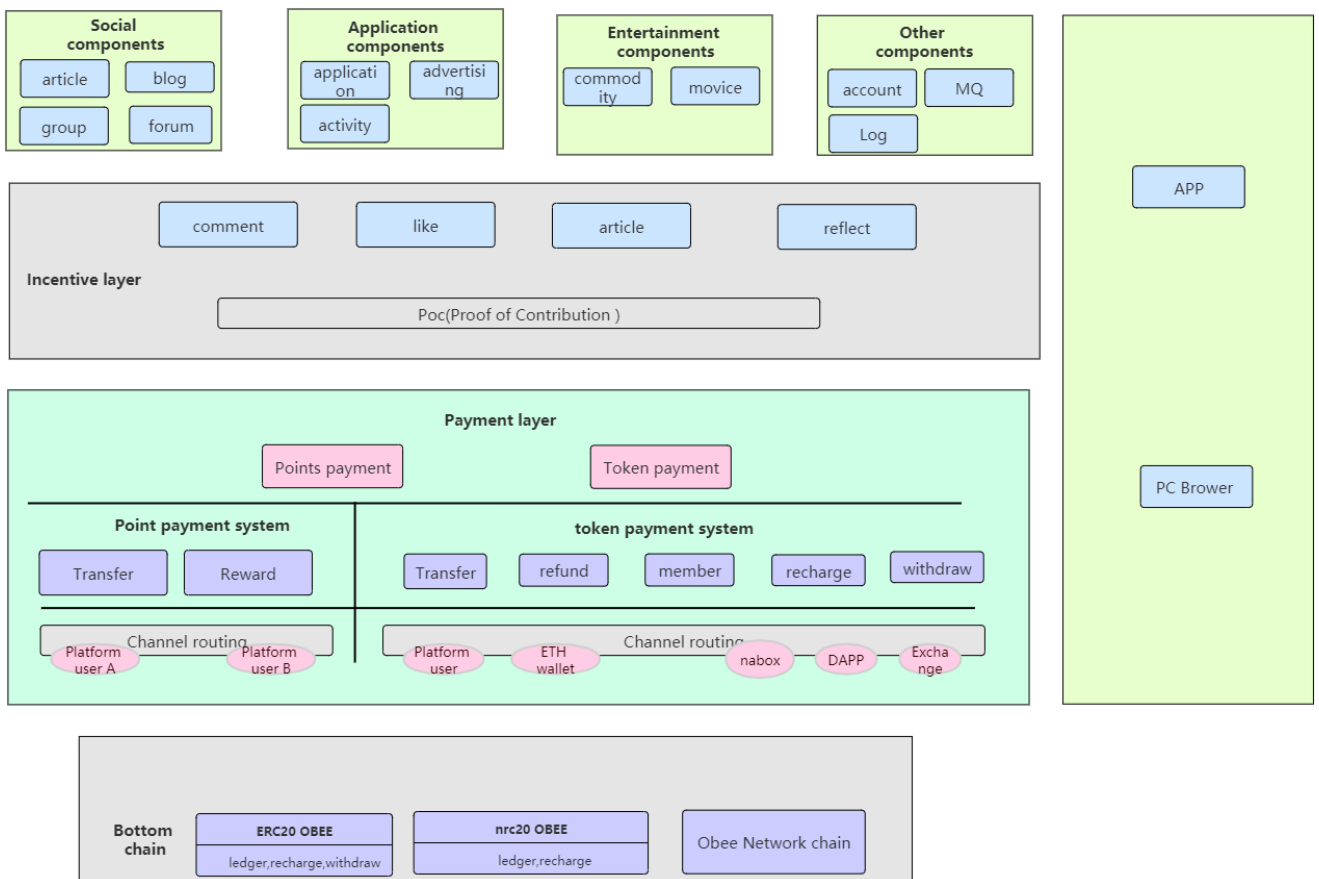 Social
components
article
blog
group
forum
Application
components
applicati
on
advertisi
ng
activity
Entertainment
components
commod
ity
movice
Other
components
account
MQ
Log
APP
PC Brower
comment
like
article
reflect
Incentive layer
Poc(Proof of Contribution )
Payment layer
Points payment
Token payment
Point payment system
Transfer
Reward
Channel routing
Platform
user A
Platform
user B
token payment system
Transfer
refund
member
recharge
withdraw
Channel routing
Platform
user
ETH
wallet
nabox
DAPP
Excha
nge
Bottom
chain
ERC20 OBEE
ledger,recharge,withdraw
nrc20 OBEE
ledger,recharge
Obee Network chain